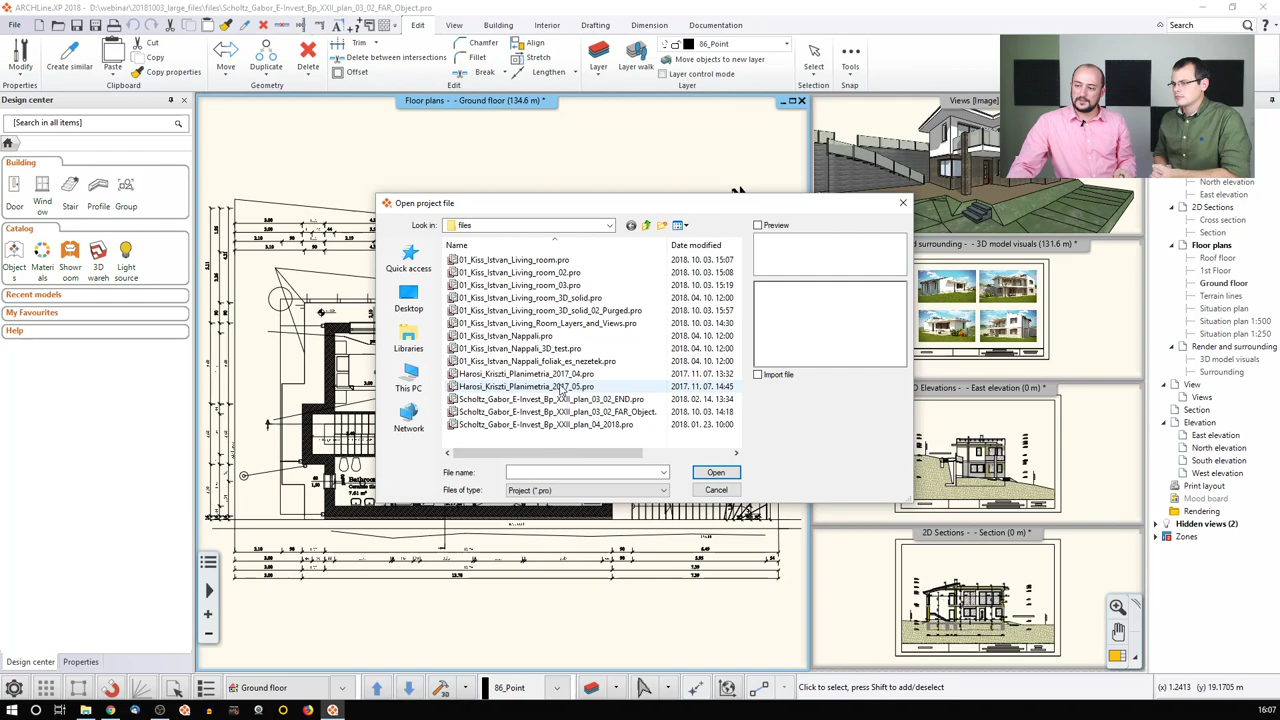 ARCHLine.XP 2018 - D:\webinar\20181003_large_files\files\Scholtz_Gabor_E-Invest_Bp_XXII_plan_03_02_FAR_Object.pro
File
Edit
View
Building
Interior
Drafting
Dimension
Documentation
Search
Modify
Create similar
Paste
Cut
Copy
Copy properties
Move
Duplicate
Delete
Trim
Delete between intersections
Offset
Chamfer
Fillet
Break
Align
Stretch
Lengthen
Layer
Layer walk
86_Point
Move objects to new layer
Layer control mode
Select
Tools
Properties
Clipboard
Geometry
Edit
Layer
Selection
Snap
Design center
[Search in all items]
Building
Door
Wind
ow
Stair
Profile
Group
Catalog
Object
s
Materi
als
Show
room
3D
wareh
Light
source
Recent models
My Favourites
Help
Floor plans - - Ground floor (134.6 m) *
Views [Image]
Open project file
Look in:
files
Quick access
Desktop
Libraries
This PC
Network
Name
Date modified
01_Kiss_Istvan_Living_room.pro 2018. 10. 03. 15:07
01_Kiss_Istvan_Living_room_02.pro 2018. 10. 03. 15:08
01_Kiss_Istvan_Living_room_03.pro 2018. 10. 03. 15:19
01_Kiss_Istvan_Living_room_3D_solid.pro 2018. 04. 10. 12:00
01_Kiss_Istvan_Living_room_3D_solid_02_Purged.pro 2018. 10. 03. 15:57
01_Kiss_Istvan_Living_Room_Layers_and_Views.pro 2018. 10. 03. 14:30
01_Kiss_Istvan_Nappali.pro 2018. 04. 10. 12:00
01_Kiss_Istvan_Nappali_3D_test.pro 2018. 04. 10. 12:00
01_Kiss_Istvan_Nappali_foliak_es_nezetek.pro 2018. 04. 10. 12:00
Harosi_Kriszti_Planimetria_2017_04.pro 2017. 11. 07. 13:32
Harosi_Kriszti_Planimetria_2017_05.pro 2017. 11. 07. 14:45
Scholtz_Gabor_E-Invest_Bp_XXII_plan_03_02_END.pro 2018. 02. 14. 13:34
Scholtz_Gabor_E-Invest_Bp_XXII_plan_03_02_FAR_Object. 2018. 10. 03. 14:18
Scholtz_Gabor_E-Invest_Bp_XXII_plan_04_2018.pro 2018. 01. 23. 10:00
File name:
Open
Files of type:
Project (*.pro)
Cancel
Preview
Import file
d surrounding - - 3D model visuals (131.6 m) *
D Elevations - - East elevation (0 m) *
2D Sections - - Section (0 m) *
North elevation
East elevation
2D Sections
Cross section
Section
Floor plans
Roof floor
1st Floor
Ground floor
Terrain lines
Situation plan
Situation plan 1:500
Situation plan 1:250
Render and surrounding
3D model visuals
Surrounding
View
Views
Section
Elevation
East elevation
North elevation
South elevation
West elevation
Print layout
Mood board
Rendering
Hidden views (2)
Zones
Design center
Properties
Ground floor
86_Point
Click to select, press Shift to add/deselect
(x) 1.2413
(y) 19.1705 m
16:07